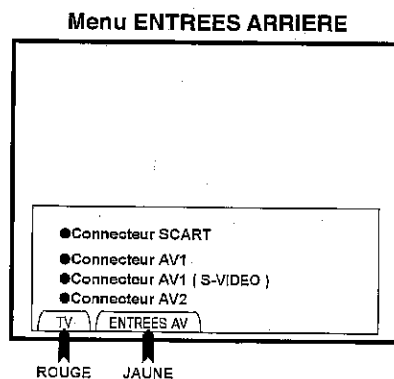 Menu ENTREES ARRIERE
●Connecteur SCART
●Connecteur AV1
●Connecteur AV1 ( S-VIDEO )
●Connecteur AV2
TV ENTREES AV
ROUGE JAUNE